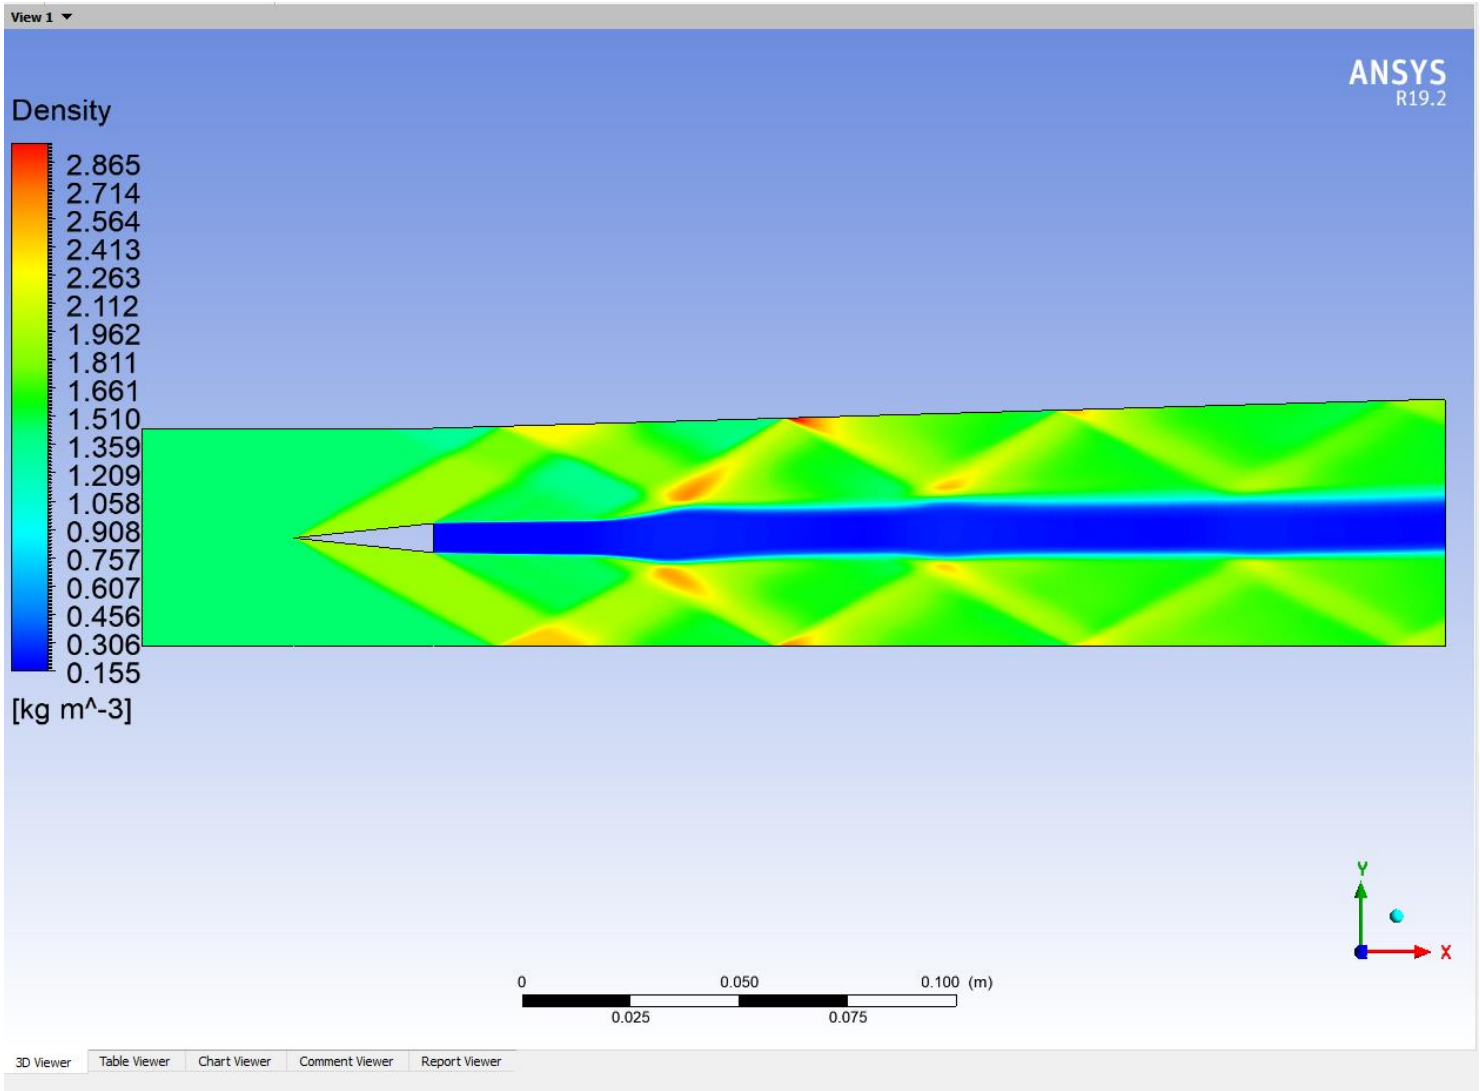 View 1
ANSYS
R19.2
Density
2.865
2.714
2.564
2.413
2.263
2.112
1.962
1.811
1.661
1.510
1.359
1.209
1.058
0.908
0.757
0.607
0.456
0.306
0.155
[kg m^-3]
Y
X
0 0.050 0.100 (m)
0.025 0.075
3D Viewer Table Viewer Chart Viewer Comment Viewer Report Viewer